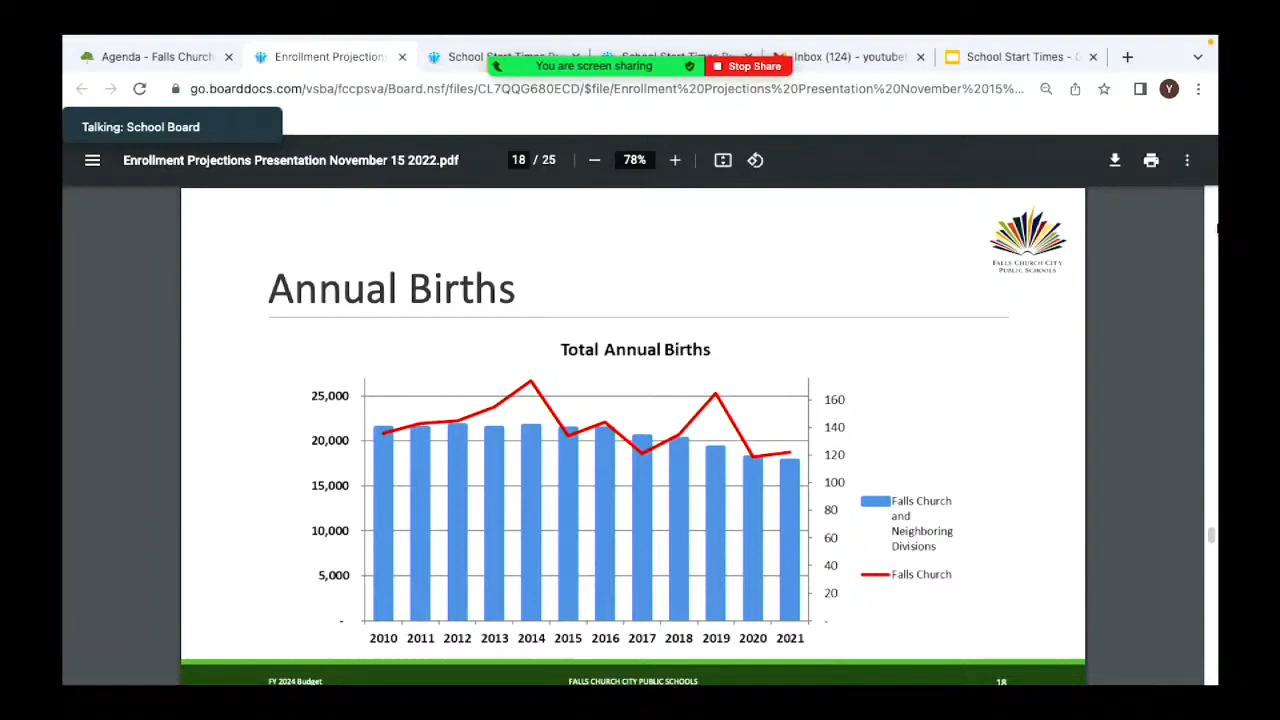 Agenda - Falls Church
Enrollment Projections
School Start Times
Inbox (124) - youtube
School Start Times -
You are screen sharing
Stop Share
go.boarddocs.com/vsba/fccpsva/Board.nsf/files/CL7QQG680ECD/$file/Enrollment%20Projections%20Presentation%20November%2015%...
Y
Talking: School Board
Enrollment Projections Presentation November 15 2022.pdf
18 / 25
78%
FALLS CHURCH CITY
PUBLIC SCHOOLS
Annual Births
Total Annual Births
25,000
20,000
15,000
10,000
5,000
-
160
140
120
100
80
60
40
20
-
Falls Church
and
Neighboring
Divisions
Falls Church
2010 2011 2012 2013 2014 2015 2016 2017 2018 2019 2020 2021
FY 2024 Budget
FALLS CHURCH CITY PUBLIC SCHOOLS
18